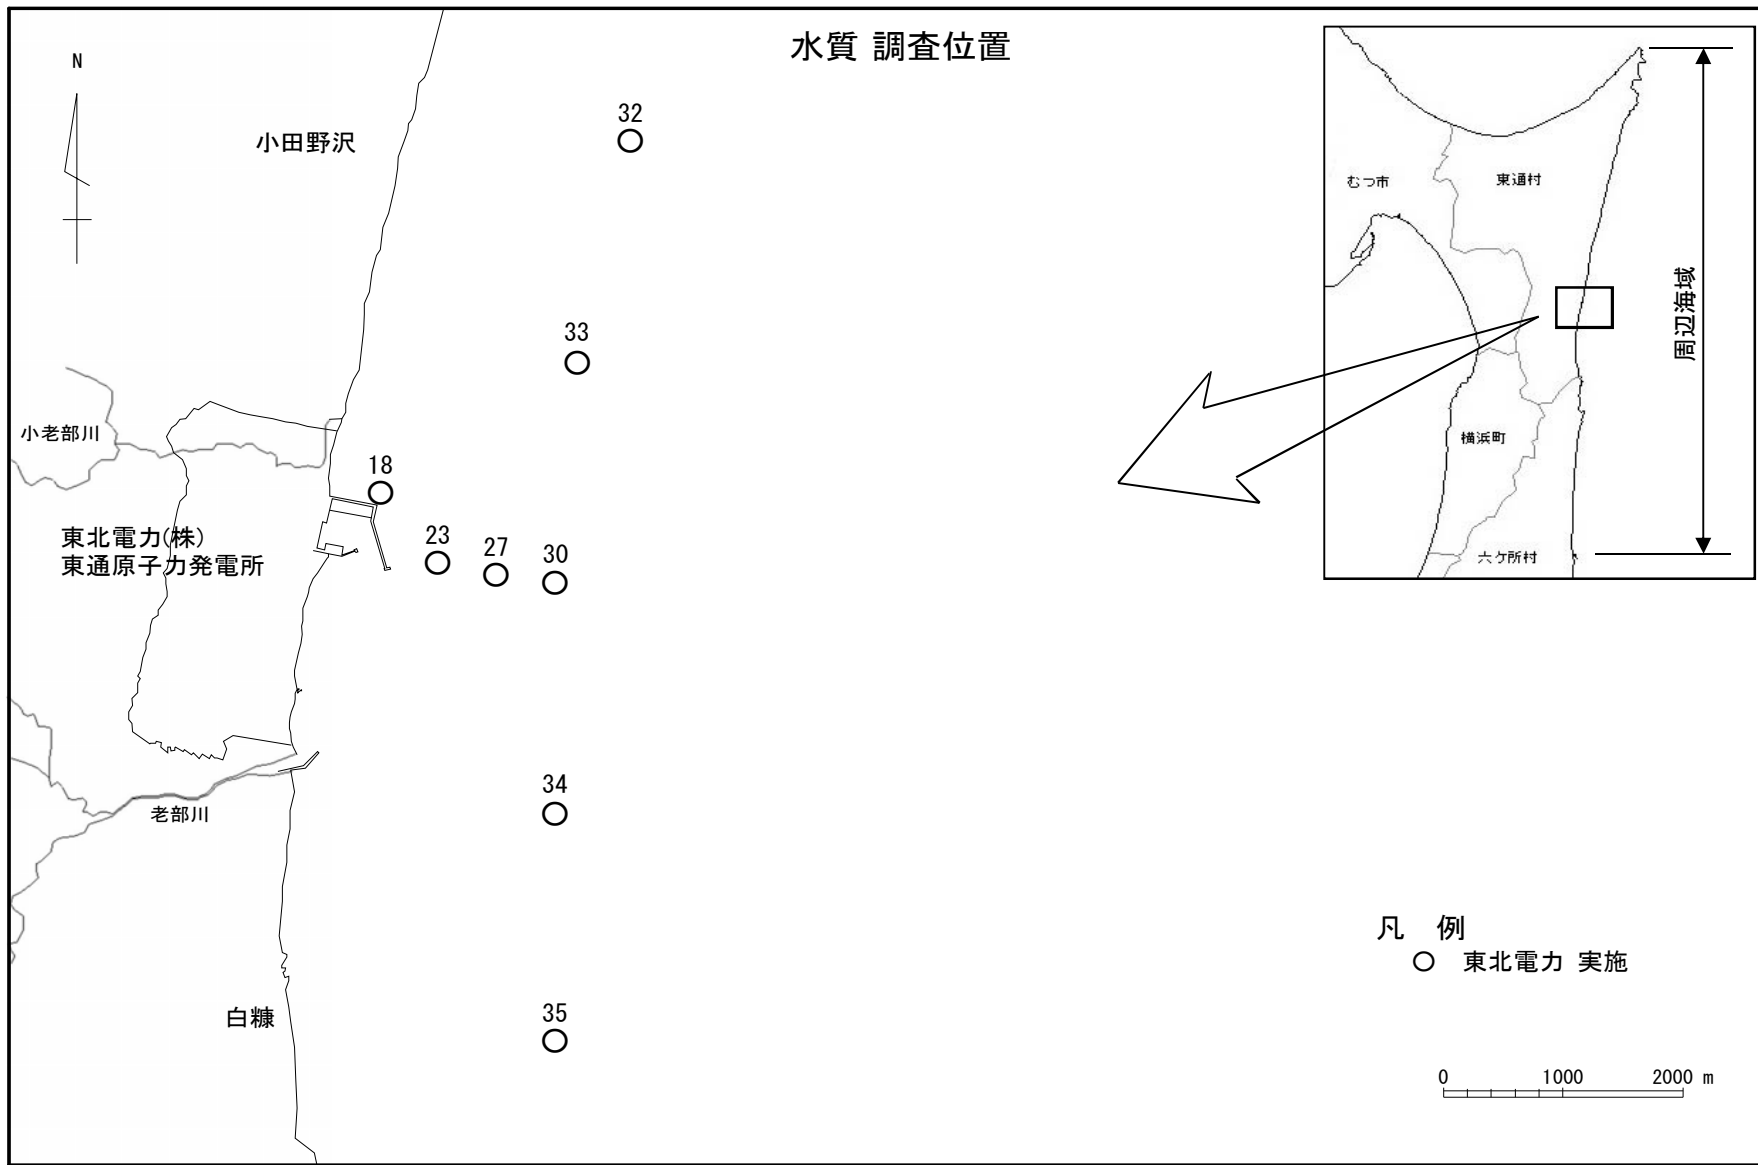 水質 調査位置
N
小田野沢
32
33
小老部川
18
東北電力(株)
東通原子力発電所
23
27
30
34
老部川
35
白糠
むつ市
東通村
横浜町
六ケ所村
周辺海域
凡 例
○ 東北電力 実施
0 1000 2000 m